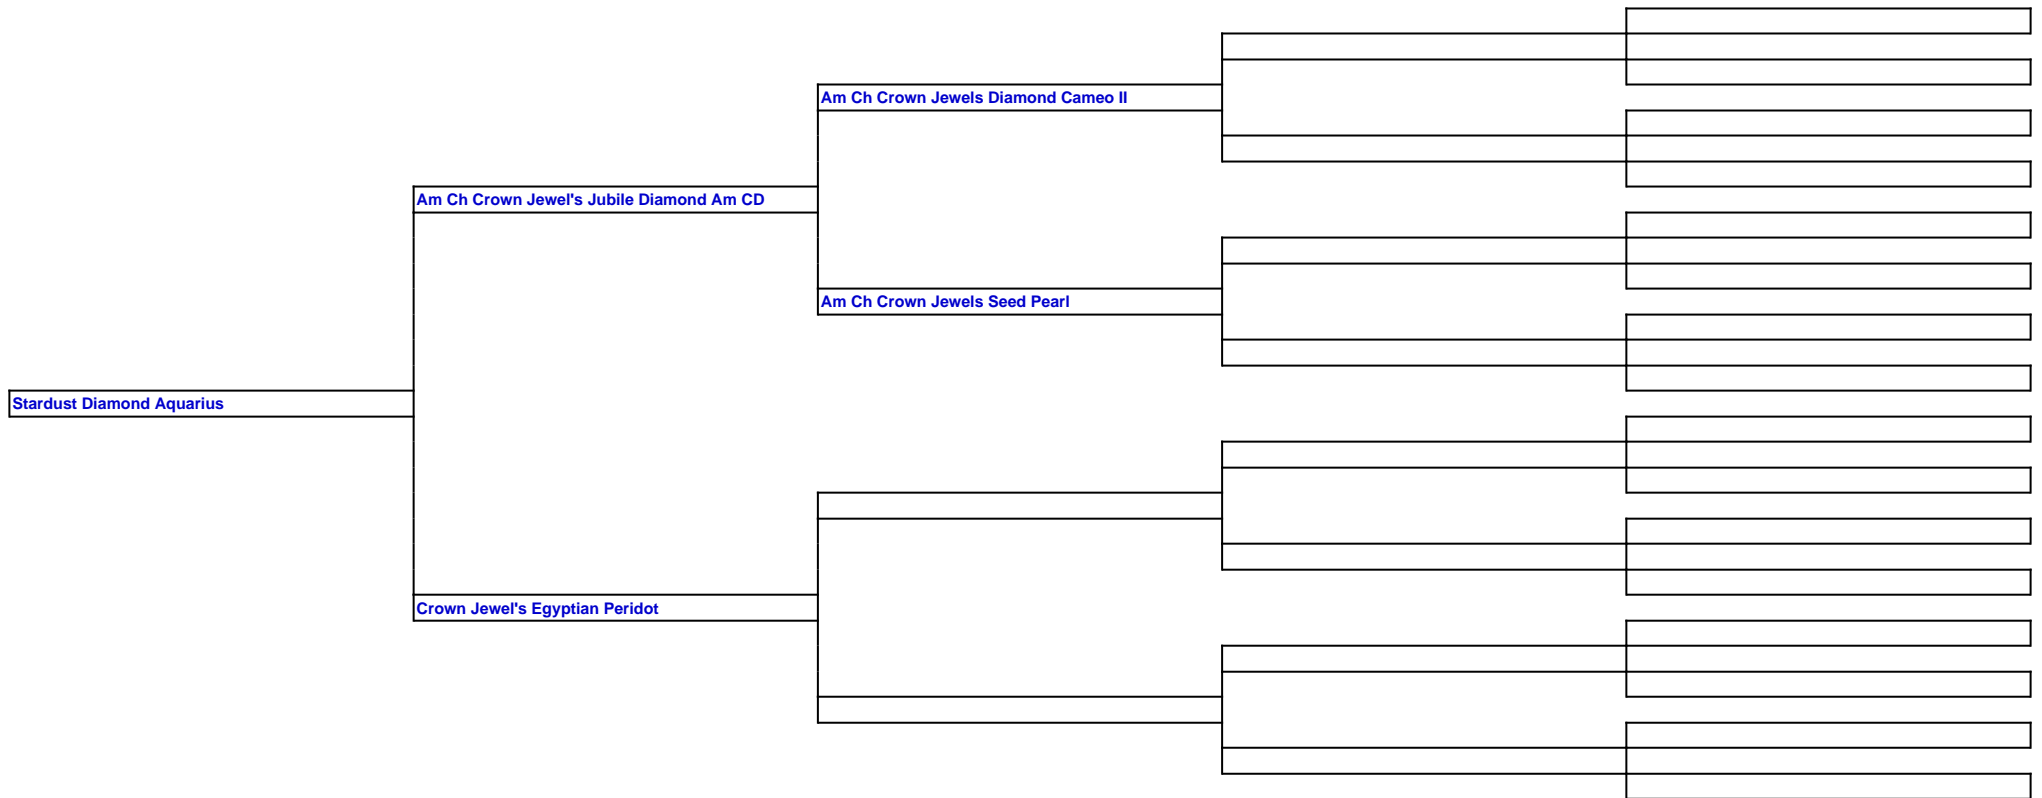 Am Ch Crown Jewels Diamond Cameo II
Am Ch Crown Jewel's Jubile Diamond Am CD
Am Ch Crown Jewels Seed Pearl
Stardust Diamond Aquarius
Crown Jewel's Egyptian Peridot